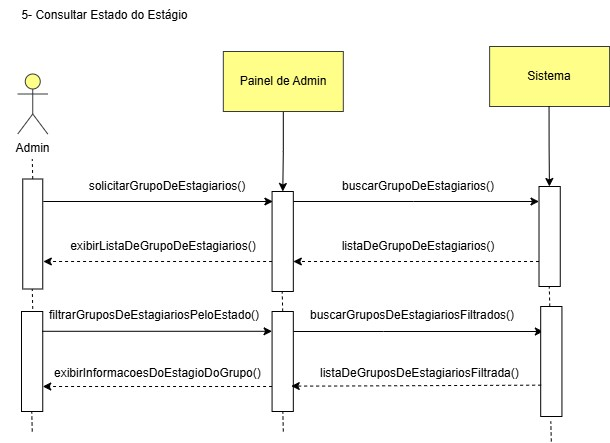 5- Consultar Estado do Estágio
Painel de Admin
Sistema
Admin
solicitarGrupoDeEstagiarios()
buscarGrupoDeEstagiarios()
exibirListaDeGrupoDeEstagiarios()
listaDeGrupoDeEstagiarios()
filtrarGruposDeEstagiariosPeloEstado()
buscarGruposDeEstagiariosFiltrados()
exibirInformacoesDoEstagioDoGrupo()
listaDeGruposDeEstagiariosFiltrada()